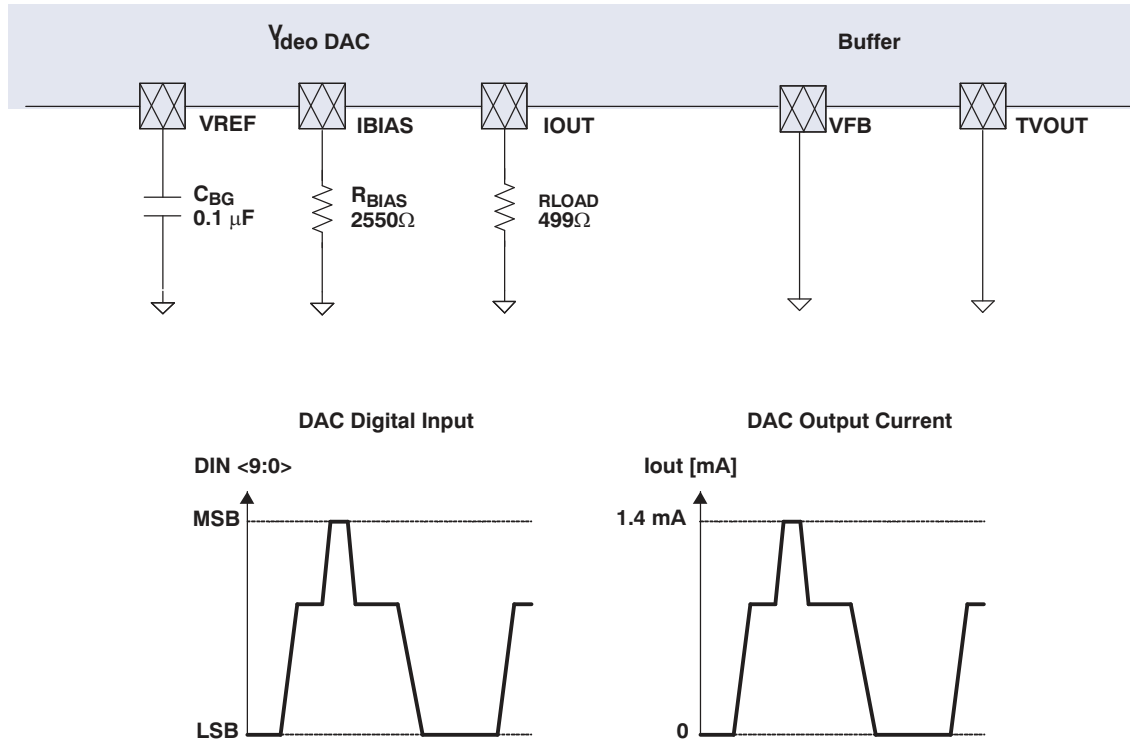 Video DAC
Buffer
VREF
IBIAS
IOUT
VFB
TVOUT
CBG
0.1 μF
RBIAS
2550Ω
RLOAD
499Ω
DAC Digital Input
DAC Output Current
DIN <9:0>
Iout [mA]
MSB
1.4 mA
LSB
0